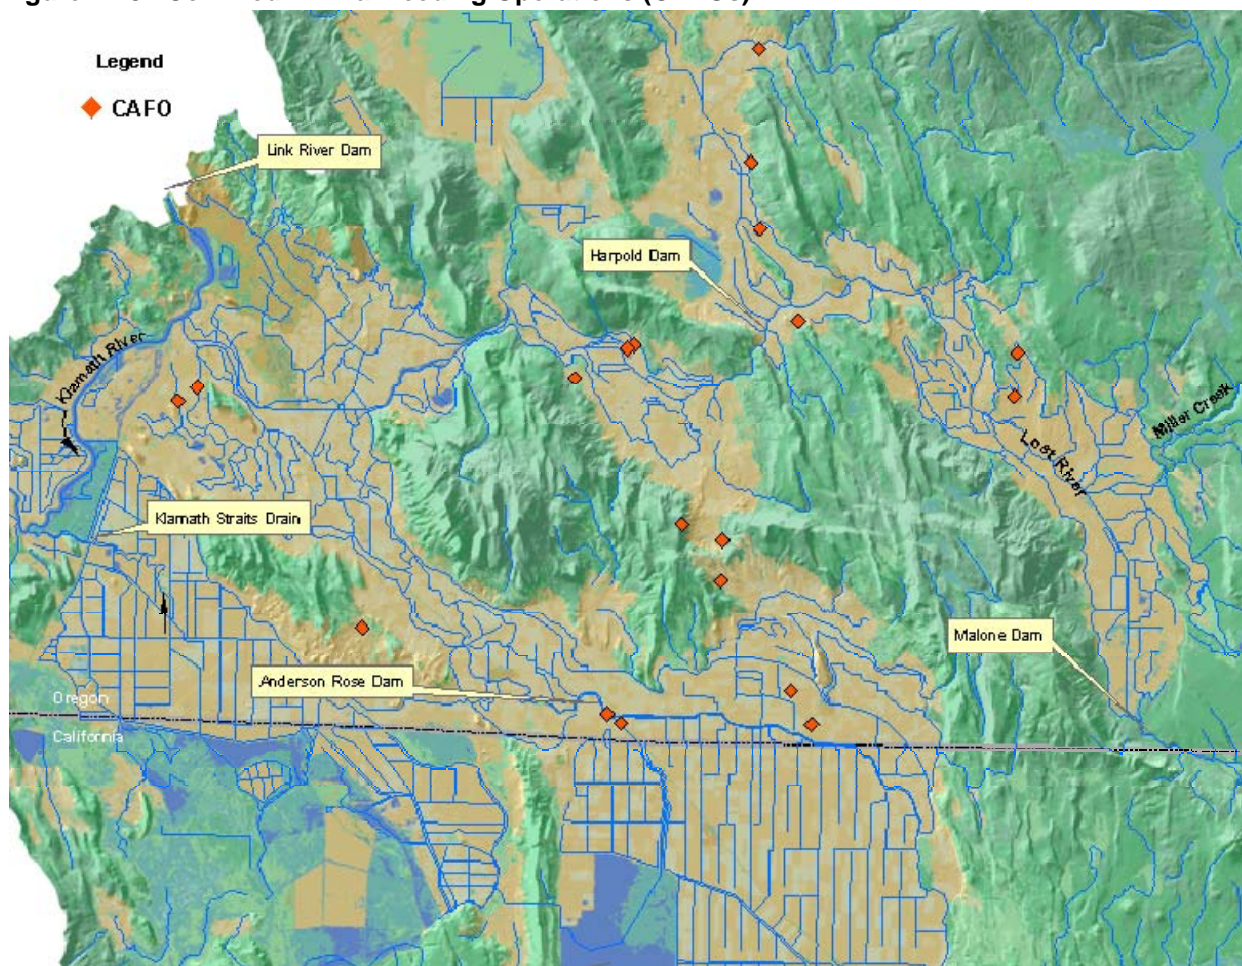 Legend
CAFO
Link River Dam
Harpold Dam
Klamath River
Miller Creek
Lost River
Klamath Straits Drain
Malone Dam
Anderson Rose Dam
Oregon
California